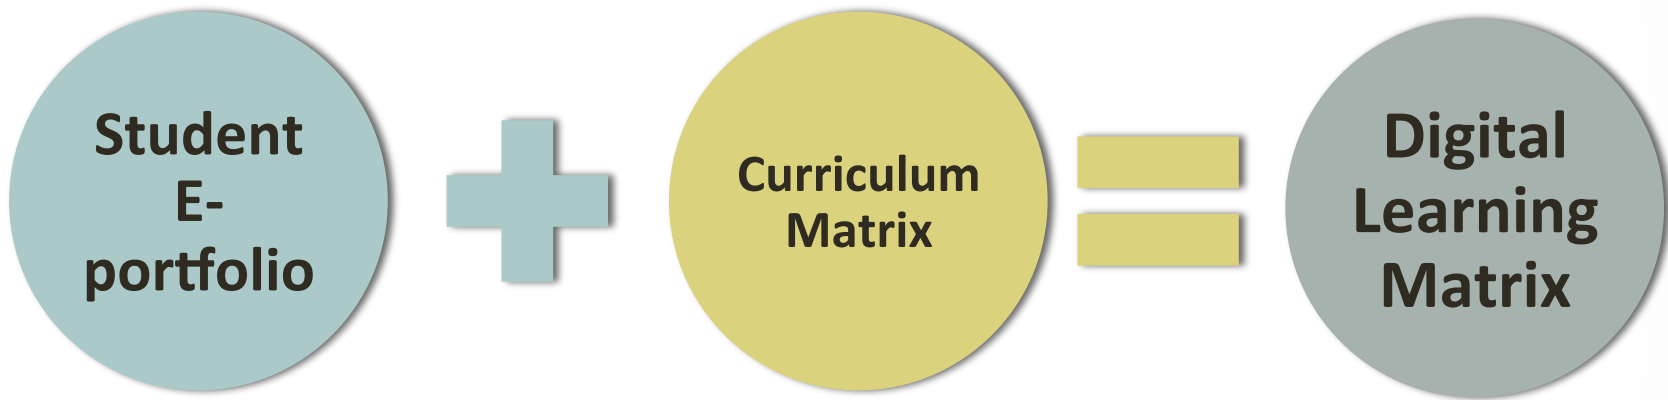 Student
E-
portfolio
Curriculum
Matrix
Digital
Learning
Matrix